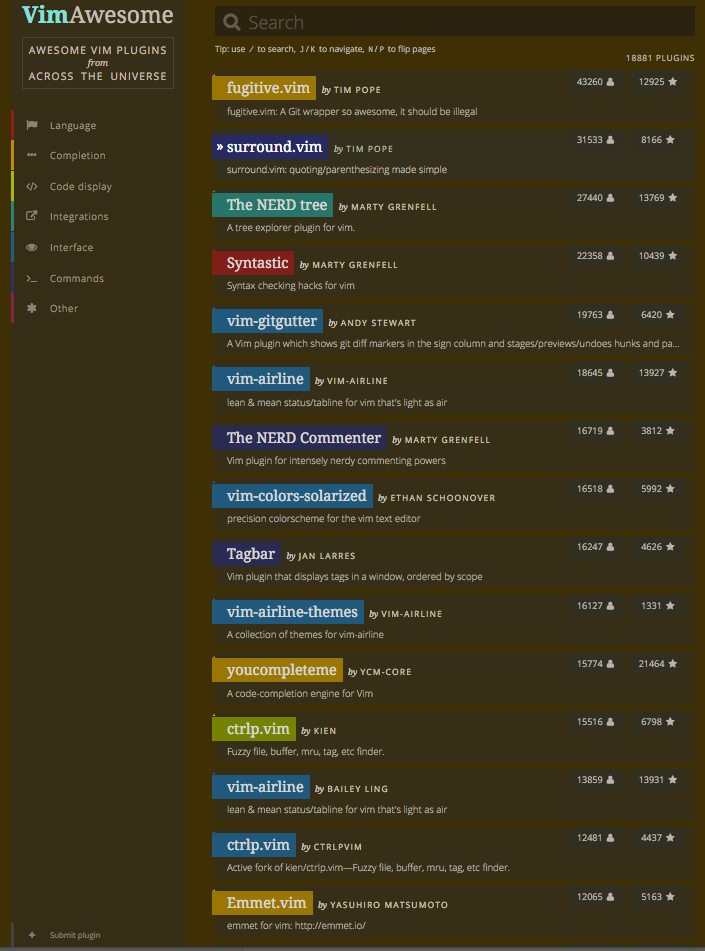 VimAwesome
AWESOME VIM PLUGINS
from
ACROSS THE UNIVERSE
Language
Completion
Code display
Integrations
Interface
Commands
Other
Submit plugin
Search
Tip: use / to search, J/K to navigate, N/P to flip pages
18881 PLUGINS
fugitive.vim by TIM POPE 43260 12925
fugitive.vim: A Git wrapper so awesome, it should be illegal
» surround.vim by TIM POPE 31533 8166
surround.vim: quoting/parenthesizing made simple
The NERD tree by MARTY GRENFELL 27440 13769
A tree explorer plugin for vim.
Syntastic by MARTY GRENFELL 22358 10439
Syntax checking hacks for vim
vim-gitgutter by ANDY STEWART 19763 6420
A Vim plugin which shows git diff markers in the sign column and stages/previews/undoes hunks and pa...
vim-airline by VIM-AIRLINE 18645 13927
lean & mean status/tabline for vim that's light as air
The NERD Commenter by MARTY GRENFELL 16719 3812
Vim plugin for intensely nerdy commenting powers
vim-colors-solarized by ETHAN SCHOONOVER 16518 5992
precision colorscheme for the vim text editor
Tagbar by JAN LARRES 16247 4626
Vim plugin that displays tags in a window, ordered by scope
vim-airline-themes by VIM-AIRLINE 16127 1331
A collection of themes for vim-airline
youcompleteme by YCM-CORE 15774 21464
A code-completion engine for Vim
ctrlp.vim by KIEN 15516 6798
Fuzzy file, buffer, mru, tag, etc finder.
vim-airline by BAILEY LING 13859 13931
lean & mean status/tabline for vim that's light as air
ctrlp.vim by CTRLPVIM 12481 4437
Active fork of kien/ctrlp.vim—Fuzzy file, buffer, mru, tag, etc finder.
Emmet.vim by YASUHIRO MATSUMOTO 12065 5163
emmet for vim: http://emmet.io/